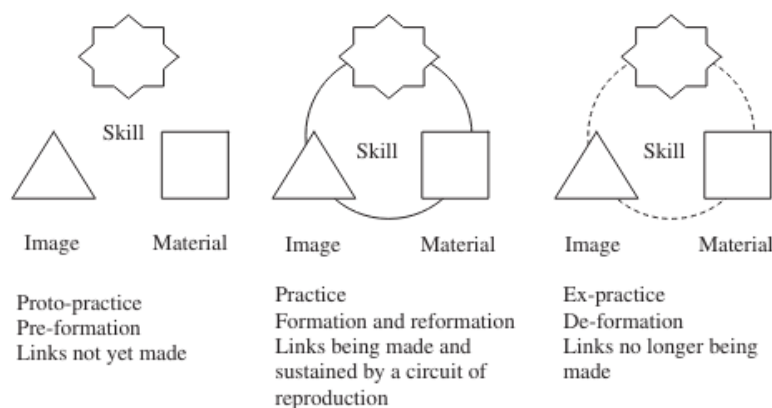 Skill
Image
Material
Proto-practice
Pre-formation
Links not yet made
Skill
Image
Material
Practice
Formation and reformation
Links being made and
sustained by a circuit of
reproduction
Skill
Image
Material
Ex-practice
De-formation
Links no longer being
made